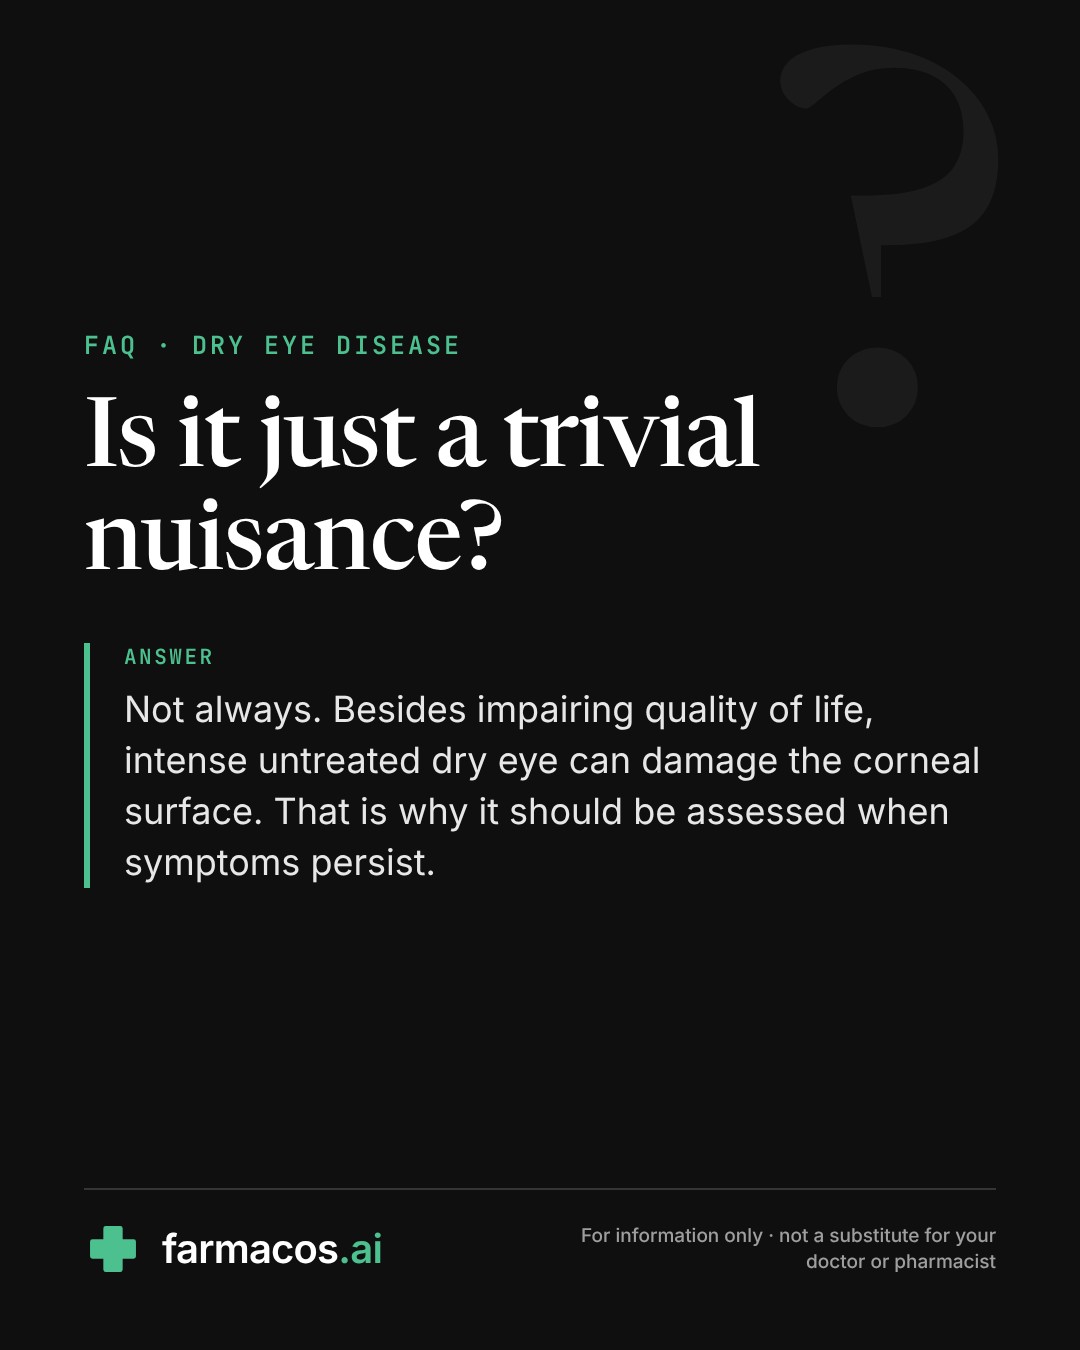 ?
FAQ · DRY EYE DISEASE
Is it just a trivial
nuisance?
ANSWER
Not always. Besides impairing quality of life,
intense untreated dry eye can damage the corneal
surface. That is why it should be assessed when
symptoms persist.
farmacos.ai
For information only · not a substitute for your
doctor or pharmacist